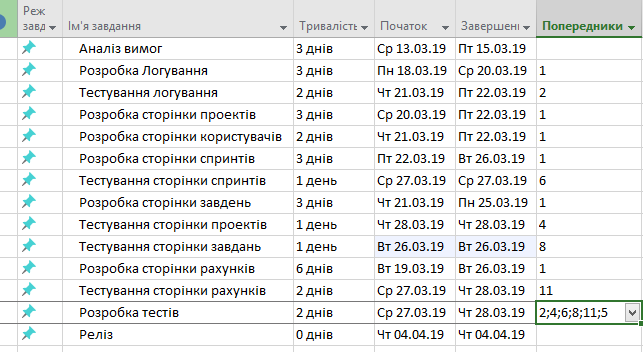 Реж
завд Ім'я завдання Тривалість Початок Завершені Попередники
Аналіз вимог 3 днів Ср 13.03.19 Пт 15.03.19
Розробка Логування 3 днів Пн 18.03.19 Ср 20.03.19 1
Тестування логування 2 днів Чт 21.03.19 Пт 22.03.19 2
Розробка сторінки проектів 3 днів Ср 20.03.19 Пт 22.03.19 1
Розробка сторінки користувачів 2 днів Чт 21.03.19 Пт 22.03.19 1
Розробка сторінки спринтів 3 днів Пт 22.03.19 Вт 26.03.19 1
Тестування сторінки спринтів 1 день Ср 27.03.19 Ср 27.03.19 6
Розробка сторінки завдень 3 днів Чт 21.03.19 Пн 25.03.19 1
Тестування сторінки проектів 1 день Чт 28.03.19 Чт 28.03.19 4
Тестування сторінки завдань 1 день Вт 26.03.19 Вт 26.03.19 8
Розробка сторінки рахунків 6 днів Вт 19.03.19 Вт 26.03.19 1
Тестування сторінки рахунків 2 днів Ср 27.03.19 Чт 28.03.19 11
Розробка тестів 2 днів Ср 27.03.19 Чт 28.03.19 2;4;6;8;11;5
Реліз 0 днів Чт 04.04.19 Чт 04.04.19